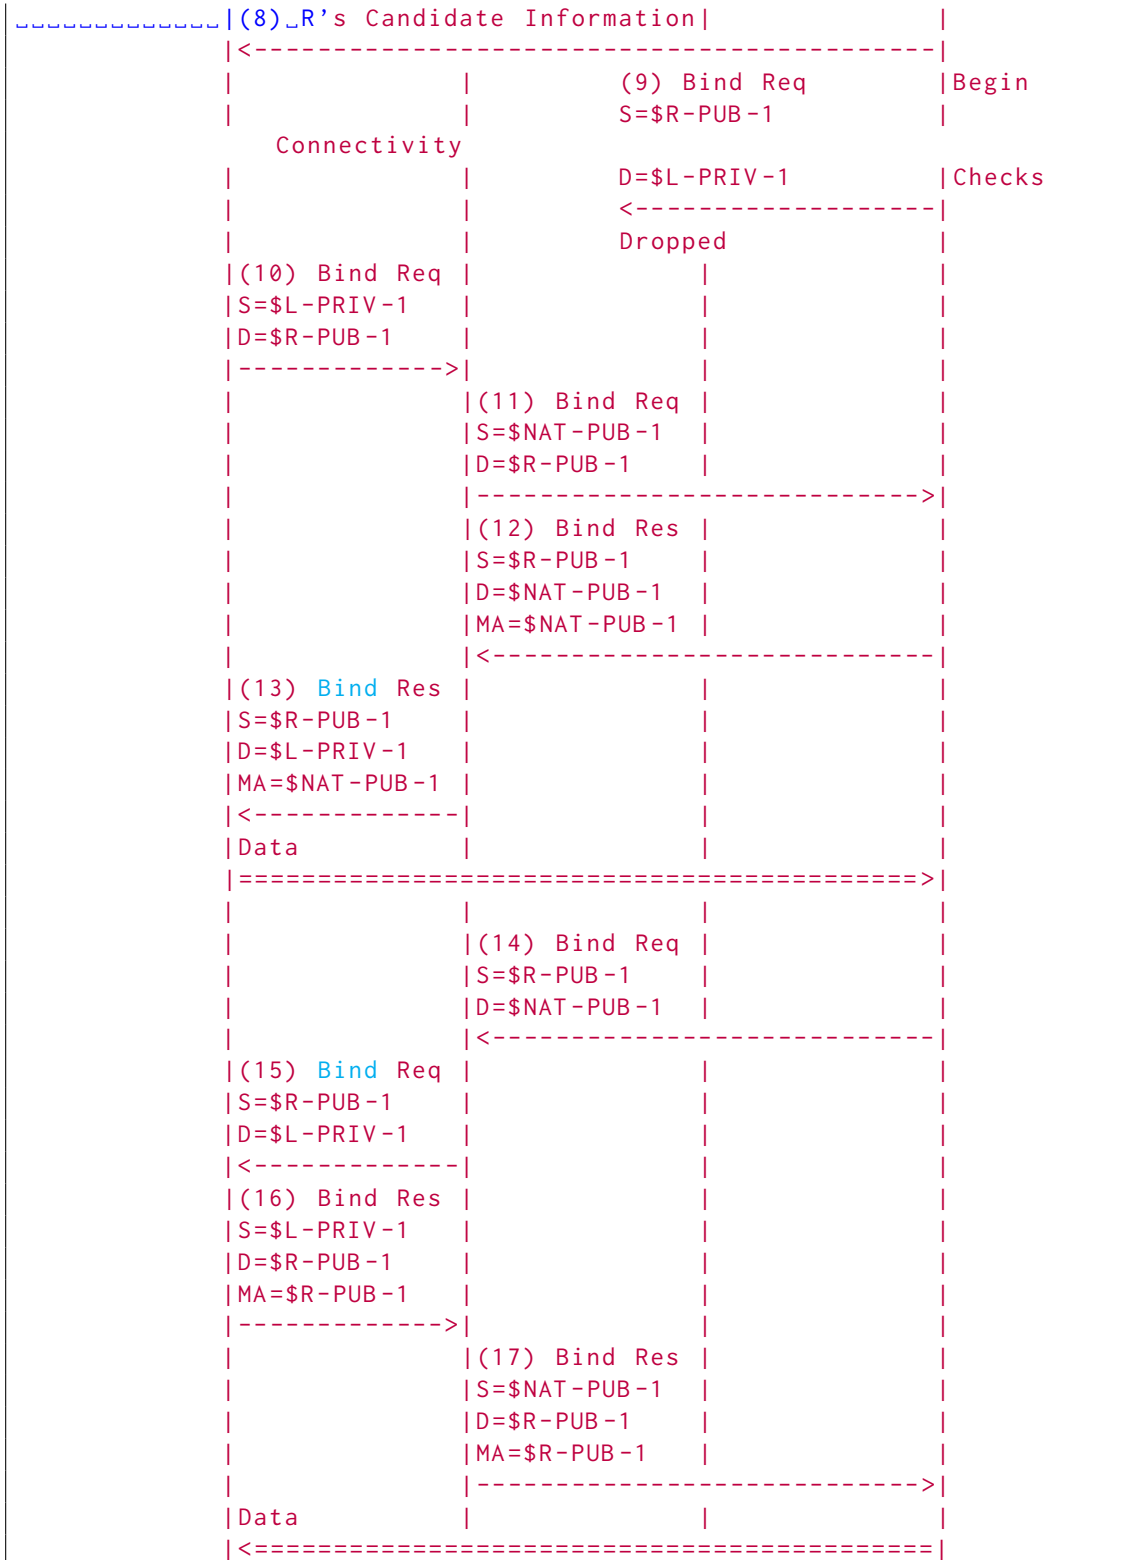 ␣␣␣␣␣␣␣␣␣␣␣␣␣|(8)␣R’s Candidate Information|              |
              |<-------------------------------------------|
              |              |         (9) Bind Req        |Begin
              |              |         S=$R-PUB-1          |
                 Connectivity
              |              |         D=$L-PRIV-1         |Checks
              |              |         <-------------------|
              |              |         Dropped             |
              |(10) Bind Req |              |              |
              |S=$L-PRIV-1   |              |              |
              |D=$R-PUB-1    |              |              |
              |------------->|              |              |
              |              |(11) Bind Req |              |
              |              |S=$NAT-PUB-1  |              |
              |              |D=$R-PUB-1    |              |
              |              |---------------------------->|
              |              |(12) Bind Res |              |
              |              |S=$R-PUB-1    |              |
              |              |D=$NAT-PUB-1  |              |
              |              |MA=$NAT-PUB-1 |              |
              |              |<----------------------------|
              |(13) Bind Res |              |              |
              |S=$R-PUB-1    |              |              |
              |D=$L-PRIV-1   |              |              |
              |MA=$NAT-PUB-1 |              |              |
              |<-------------|              |              |
              |Data          |              |              |
              |===========================================>|
              |              |              |              |
              |              |(14) Bind Req |              |
              |              |S=$R-PUB-1    |              |
              |              |D=$NAT-PUB-1  |              |
              |              |<----------------------------|
              |(15) Bind Req |              |              |
              |S=$R-PUB-1    |              |              |
              |D=$L-PRIV-1   |              |              |
              |<-------------|              |              |
              |(16) Bind Res |              |              |
              |S=$L-PRIV-1   |              |              |
              |D=$R-PUB-1    |              |              |
              |MA=$R-PUB-1   |              |              |
              |------------->|              |              |
              |              |(17) Bind Res |              |
              |              |S=$NAT-PUB-1  |              |
              |              |D=$R-PUB-1    |              |
              |              |MA=$R-PUB-1   |              |
              |              |---------------------------->|
              |Data          |              |              |
              |<===========================================|